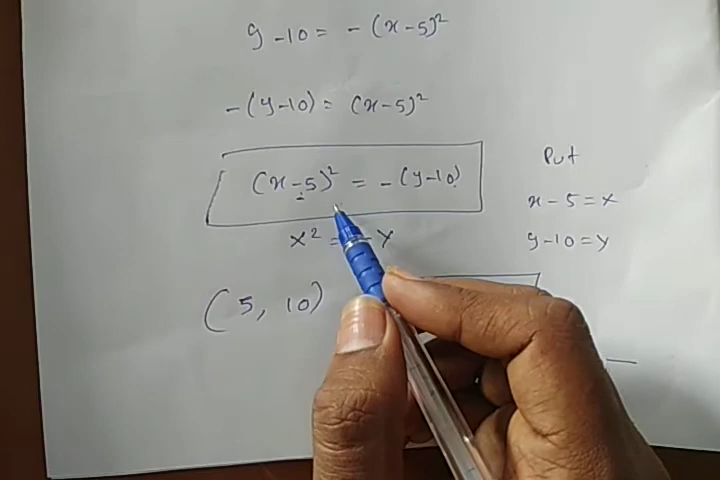 y - 10 = - (x - 5)²
- (y - 10) = (x - 5)²
(x - 5)² = - (y - 10)
Put
x - 5 = X
y - 10 = Y
X² = - Y
(5, 10)